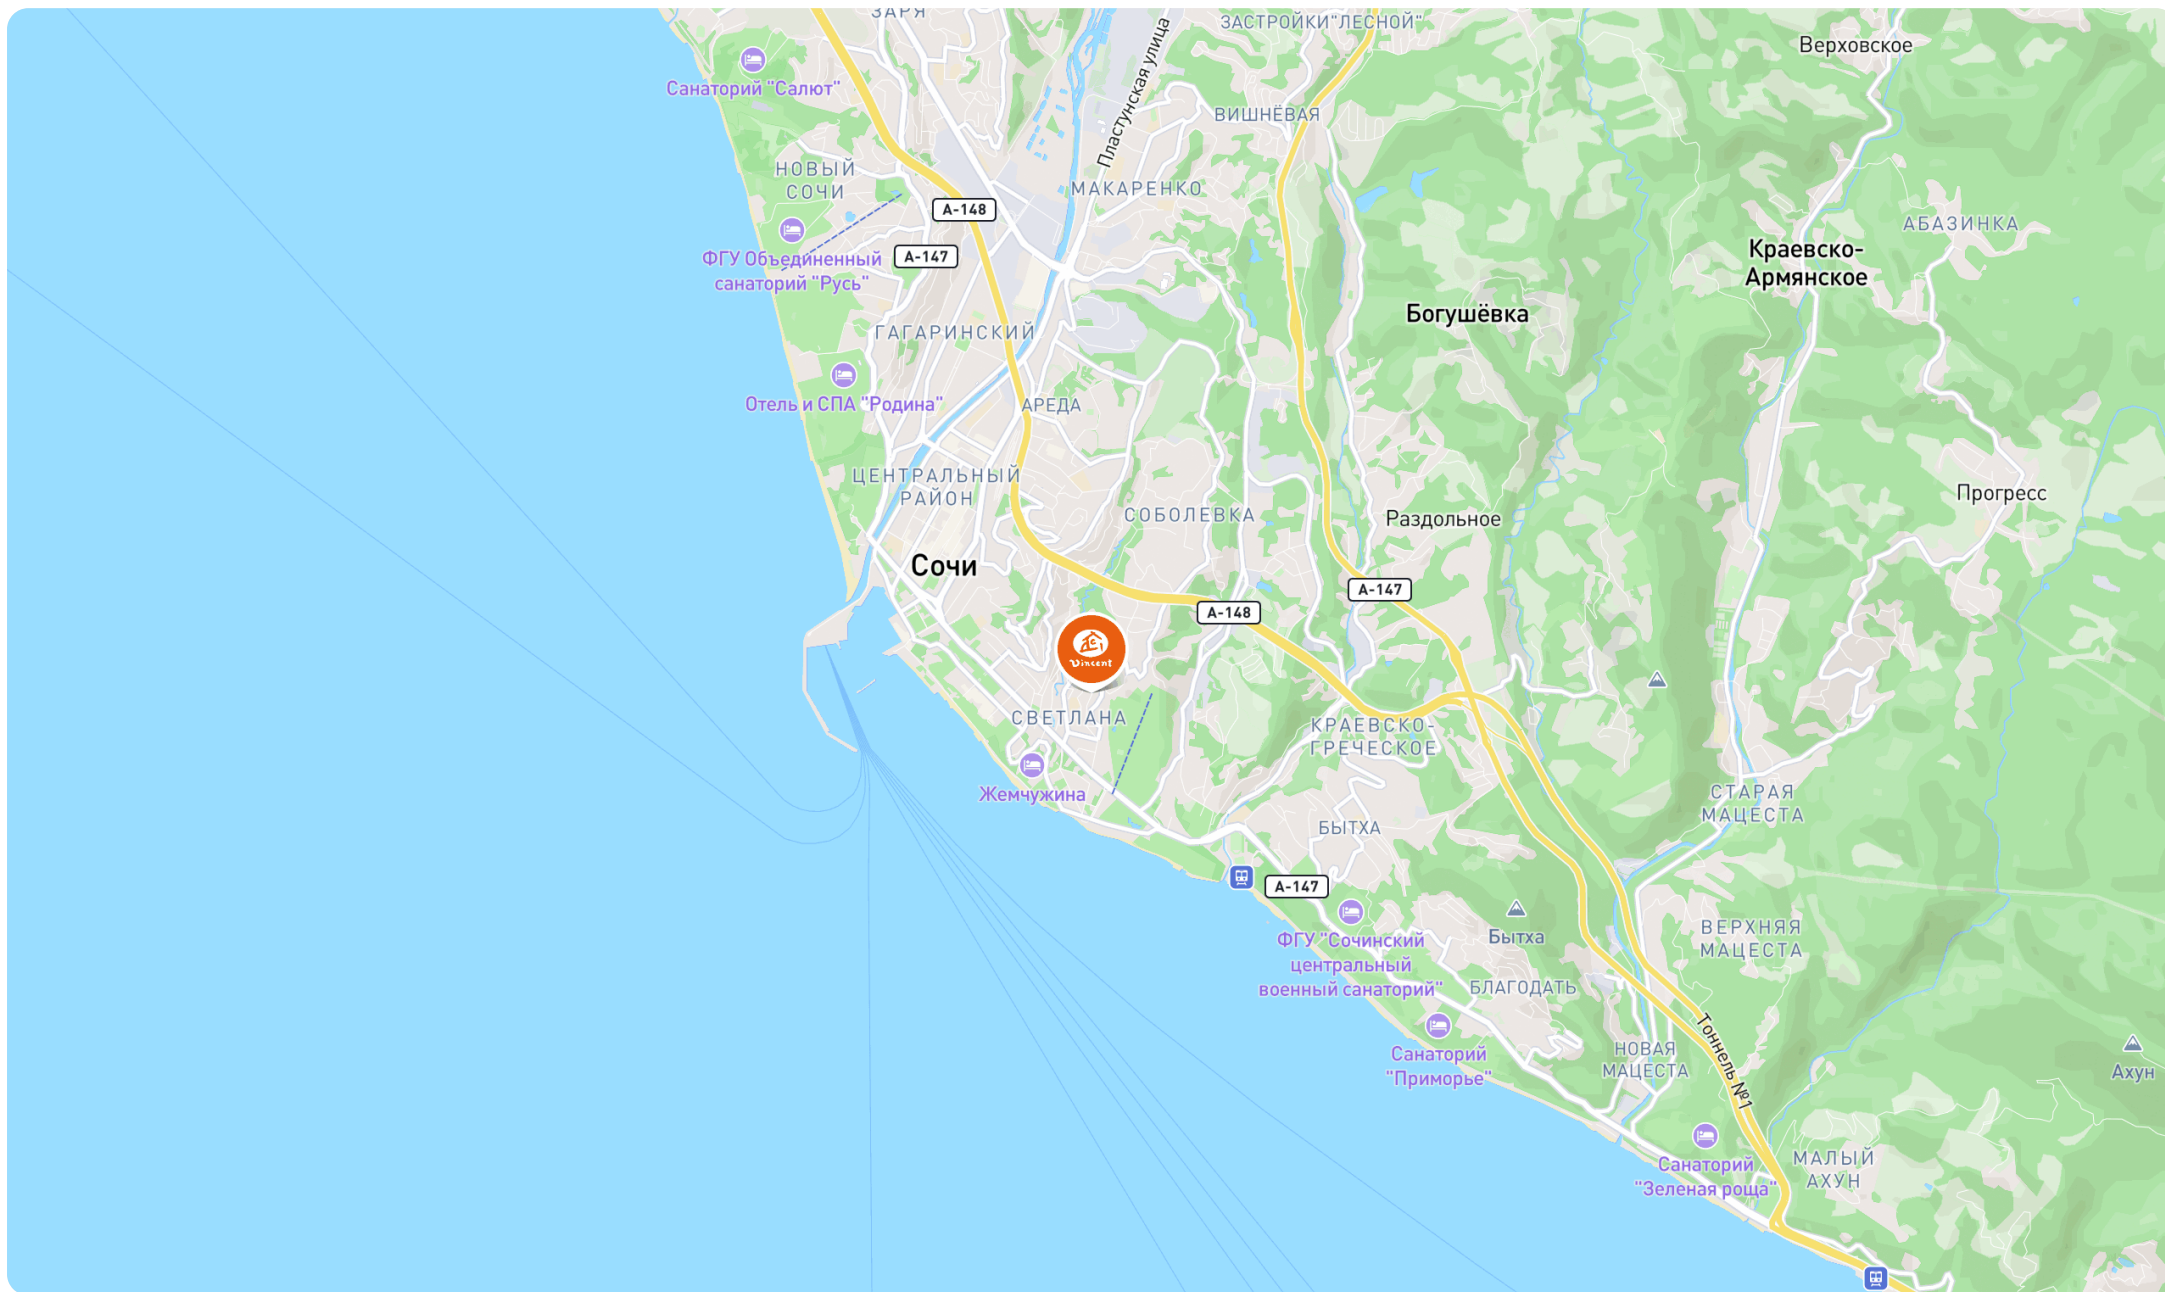 ЗАРЯ
ЗАСТРОЙКИ"ЛЕСНОЙ"
Верховское
Санаторий "Салют"
Пластунская улица
ВИШНЁВАЯ
НОВЫЙ
СОЧИ
МАКАРЕНКО
А-148
АБАЗИНКА
А-147
ФГУ Объединенный
санаторий "Русь"
Краевско-
Армянское
Богушёвка
ГАГАРИНСКИЙ
Отель и СПА "Родина"
АРЕДА
ЦЕНТРАЛЬНЫЙ
РАЙОН
СОБОЛЕВКА
Раздольное
Прогресс
Сочи
А-147
А-148
Vincent
СВЕТЛАНА
КРАЕВСКО-
ГРЕЧЕСКОЕ
Жемчужина
СТАРАЯ
МАЦЕСТА
БЫТХА
А-147
ФГУ "Сочинский
центральный
военный санаторий"
Бытха
ВЕРХНЯЯ
МАЦЕСТА
БЛАГОДАТЬ
Санаторий
"Приморье"
НОВАЯ
МАЦЕСТА
Тоннель №1
Ахун
Санаторий
"Зеленая роща"
МАЛЫЙ
АХУН